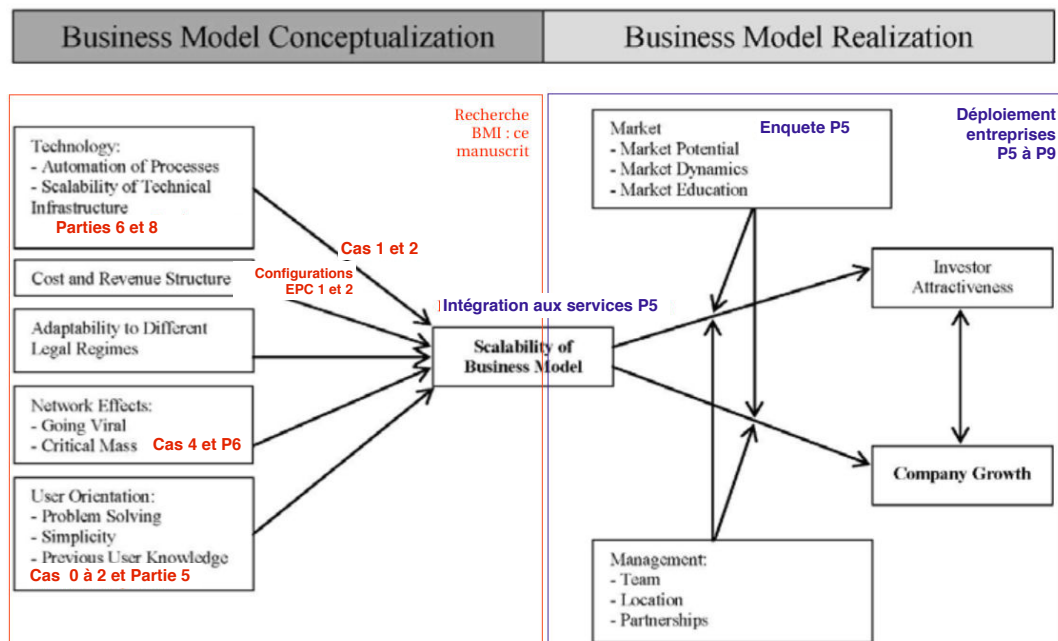 Business Model Conceptualization
Business Model Realization
Recherche
BMI : ce
manuscrit
Technology:
- Automation of Processes
- Scalability of Technical
Infrastructure
Parties 6 et 8
Cost and Revenue Structure
Configurations
EPC 1 et 2
Cas 1 et 2
Adaptability to Different
Legal Regimes
Network Effects:
- Going Viral
- Critical Mass
Cas 4 et P6
User Orientation:
- Problem Solving
- Simplicity
- Previous User Knowledge
Cas 0 à 2 et Partie 5
Intégration aux services P5
Scalability of
Business Model
Market
- Market Potential
- Market Dynamics
- Market Education
Enquete P5
Déploiement
entreprises
P5 à P9
Investor
Attractiveness
Company Growth
Management:
- Team
- Location
- Partnerships